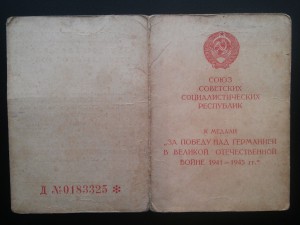 Д №0183325 *
СОЮЗ
СОВЕТСКИХ
СОЦИАЛИСТИЧЕСКИХ
РЕСПУБЛИК
К МЕДАЛИ
„ЗА ПОБЕДУ НАД ГЕРМАНИЕЙ
В ВЕЛИКОЙ ОТЕЧЕСТВЕННОЙ
ВОЙНЕ 1941—1945 гг."